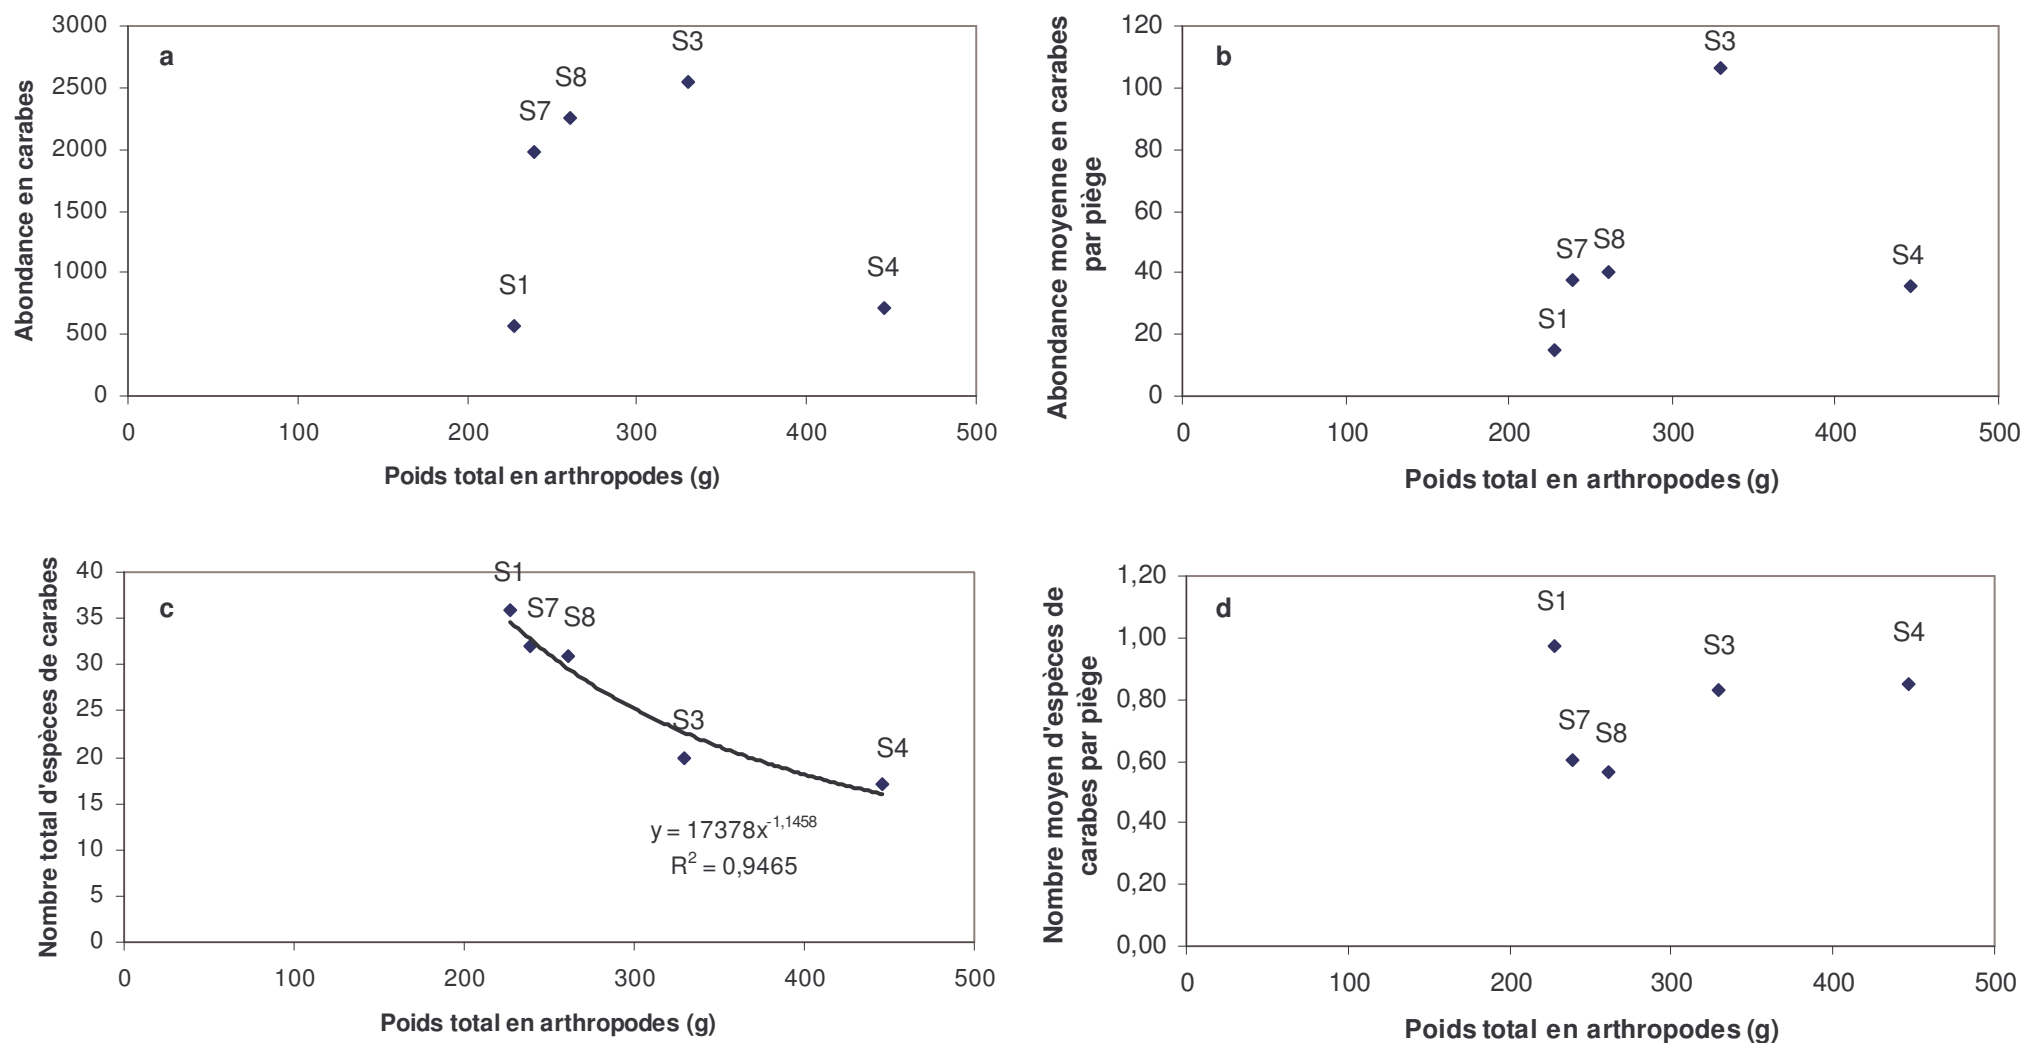 a
Abondance en carabes
3000
2500
2000
1500
1000
500
0
S3
S8
S7
S1
S4
0 100 200 300 400 500
Poids total en arthropodes (g)
b
Abondance moyenne en carabes
par piège
120
100
80
60
40
20
0
S3
S7 S8
S4
S1
0 100 200 300 400 500
Poids total en arthropodes (g)
c
Nombre total d'espèces de carabes
40
35
30
25
20
15
10
5
0
S1
S7 S8
S3
S4
y = 17378x^-1,1458
R² = 0,9465
0 100 200 300 400 500
Poids total en arthropodes (g)
d
Nombre moyen d'espèces de
carabes par piège
1,20
1,00
0,80
0,60
0,40
0,20
0,00
S1
S3
S4
S7 S8
0 100 200 300 400 500
Poids total en arthropodes (g)